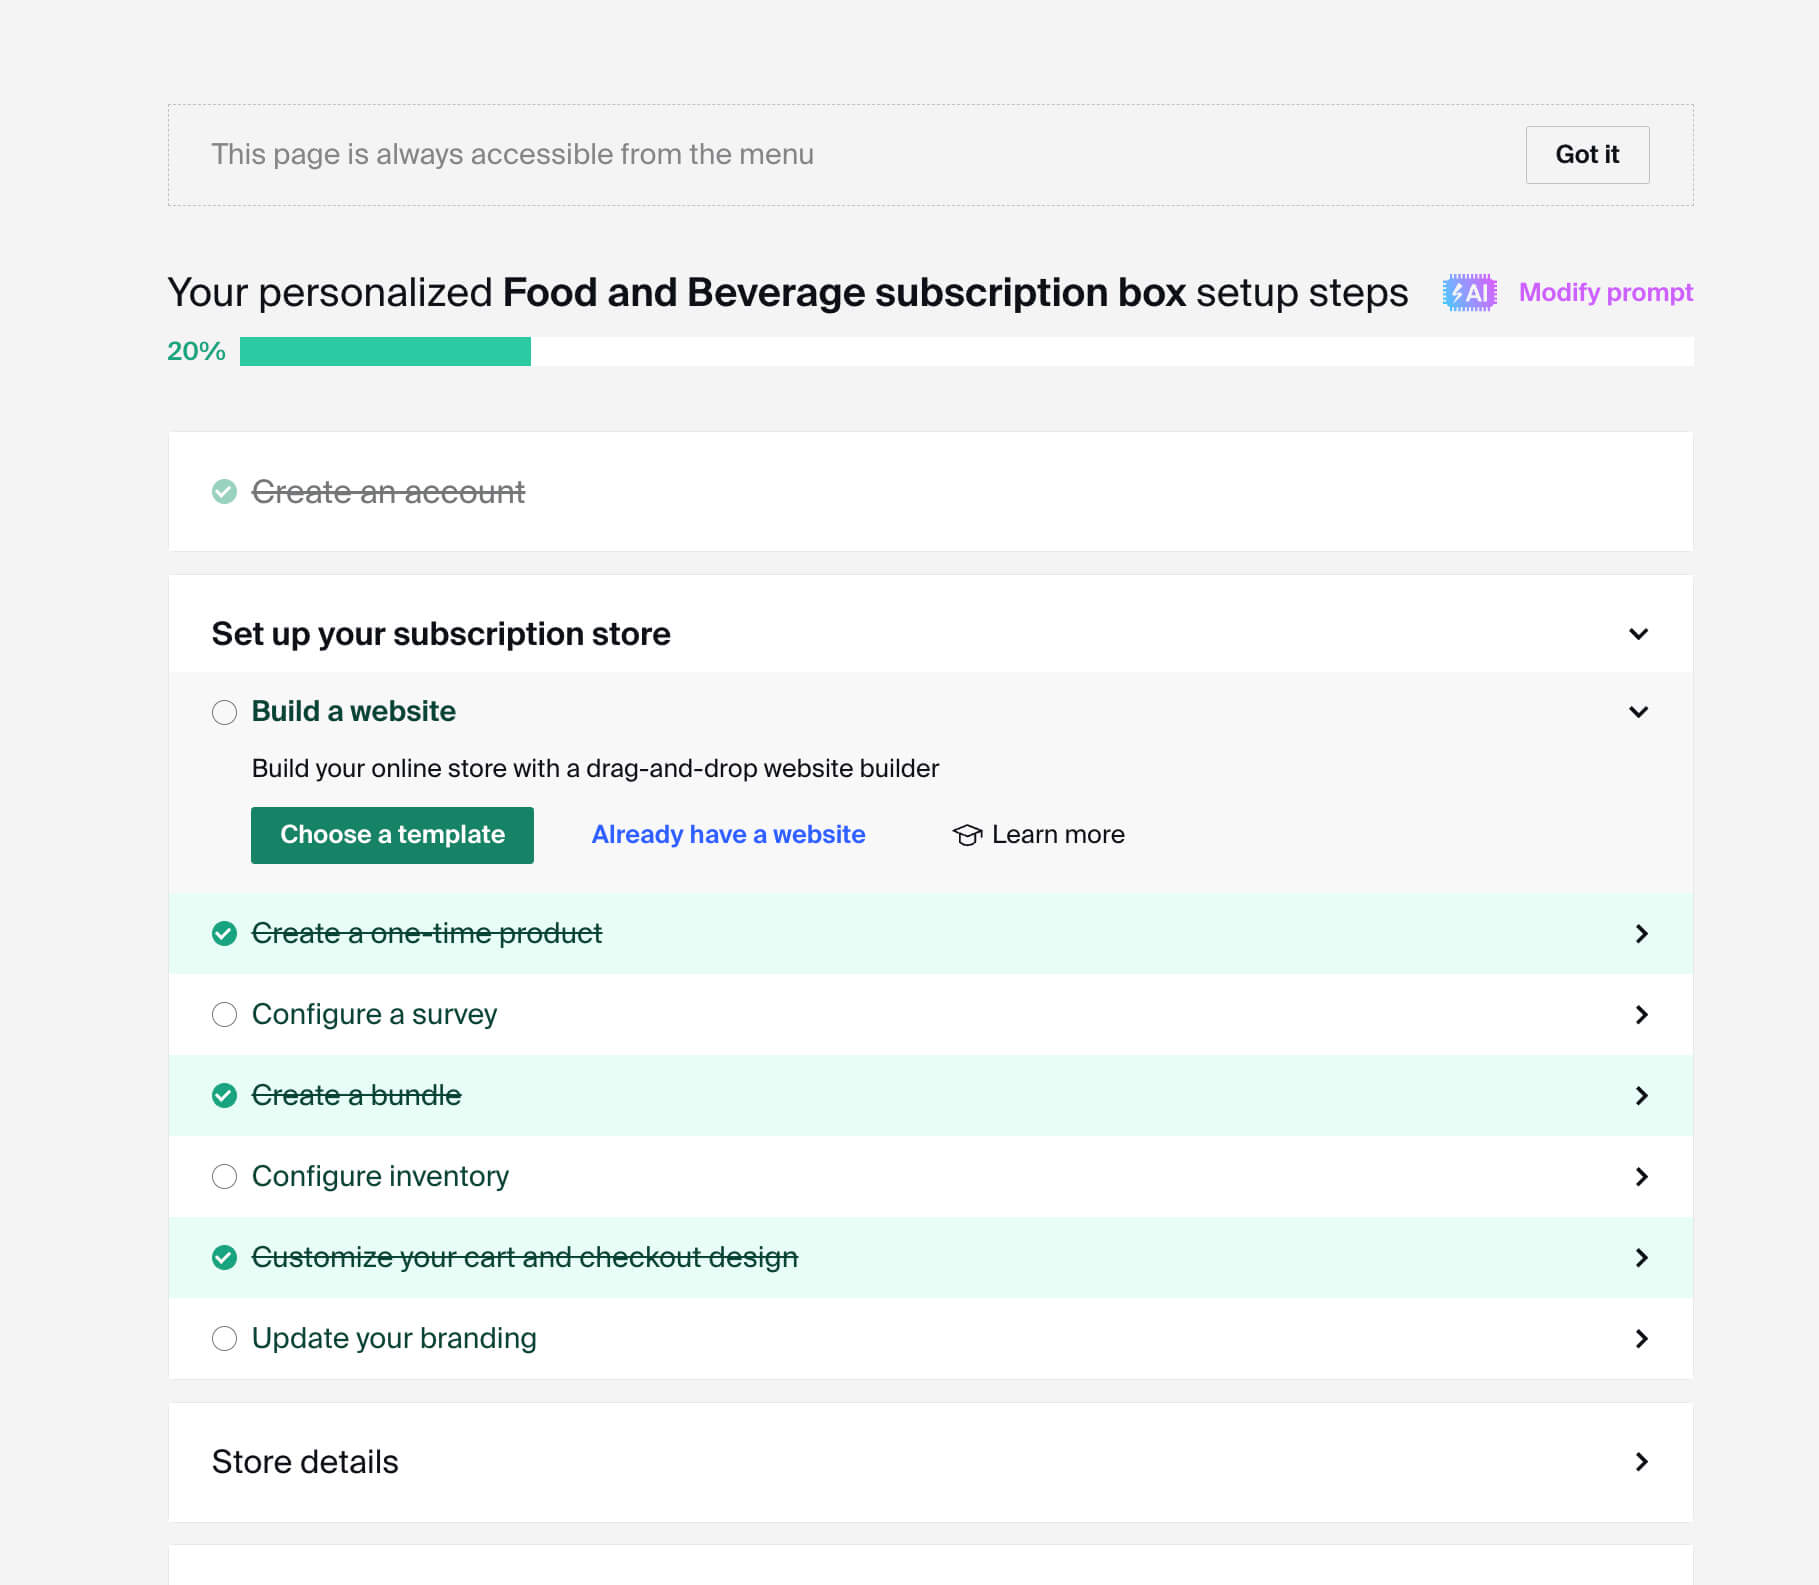 This page is always accessible from the menu
Got it
Your personalized Food and Beverage subscription box setup steps
AI
Modify prompt
20%
Create an account
Set up your subscription store
Build a website
Build your online store with a drag-and-drop website builder
Choose a template
Already have a website
Learn more
Create a one-time product
Configure a survey
Create a bundle
Configure inventory
Customize your cart and checkout design
Update your branding
Store details